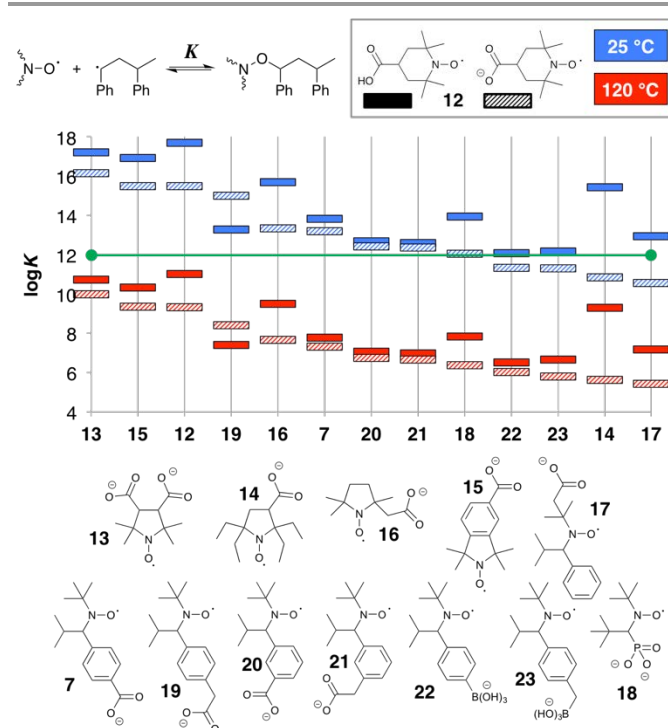 N–O• + Ph Ph K N–O Ph Ph
HO O N–O• 12 ⊖O O N–O•
25 °C
120 °C
logK
18
16
14
12
10
8
6
4
13 15 12 19 16 7 20 21 18 22 23 14 17
⊖O O O O⊖ N O• 13
14 O O⊖ N O•
N O• O O⊖ 16
15 O⊖ O N O•
O⊖ O N O• 17
N O• 7 O O⊖
N O• 19 O O⊖
N O• 20 O O⊖
N O• 21 O O⊖
N O• 22 ⊖B(OH)3
N O• 23 ⊖(HO)3B
N O• P O O⊖ O⊖ 18